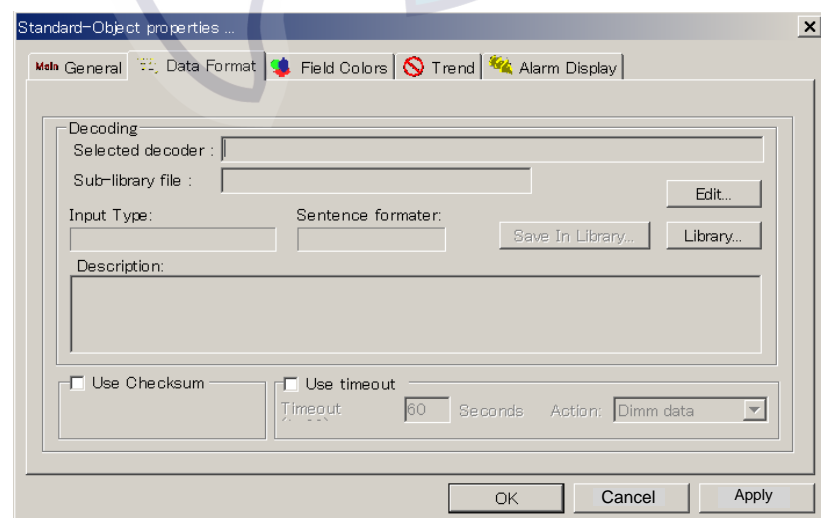 Standard-Object properties ...
Main General Data Format Field Colors Trend Alarm Display
Decoding
Selected decoder :
Sub-library file :
Edit...
Input Type: Sentence formater:
Save In Library... Library...
Description:
Use Checksum Use timeout
Timeout 60 Seconds Action: Dimm data
OK Cancel Apply